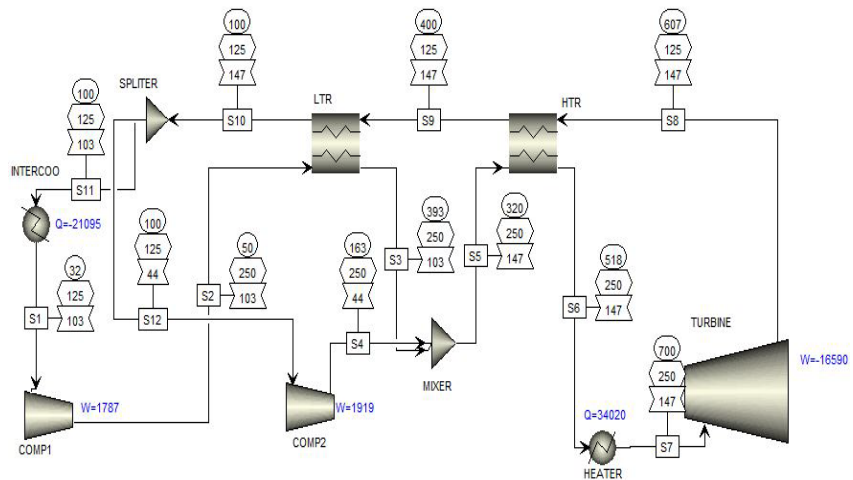 100
125
147
400
125
147
607
125
147
SPLITER
LTR
HTR
100
125
103
S10
S9
S8
INTERCOO
S11
Q=-21095
100
125
44
50
250
103
163
250
44
393
250
103
320
250
147
S3
S5
518
250
147
32
125
103
S2
S6
S1
S12
S4
TURBINE
MIXER
700
250
147
W=-16590
W=1787
W=1919
Q=34020
COMP1
COMP2
S7
HEATER